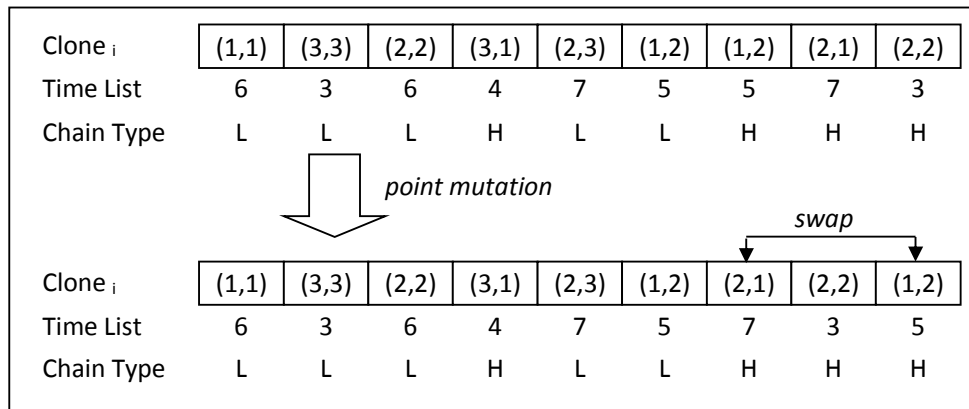 Clone i (1,1) (3,3) (2,2) (3,1) (2,3) (1,2) (1,2) (2,1) (2,2)
Time List 6 3 6 4 7 5 5 7 3
Chain Type L L L H L L H H H
point mutation
swap
Clone i (1,1) (3,3) (2,2) (3,1) (2,3) (1,2) (2,1) (2,2) (1,2)
Time List 6 3 6 4 7 5 7 3 5
Chain Type L L L H L L H H H